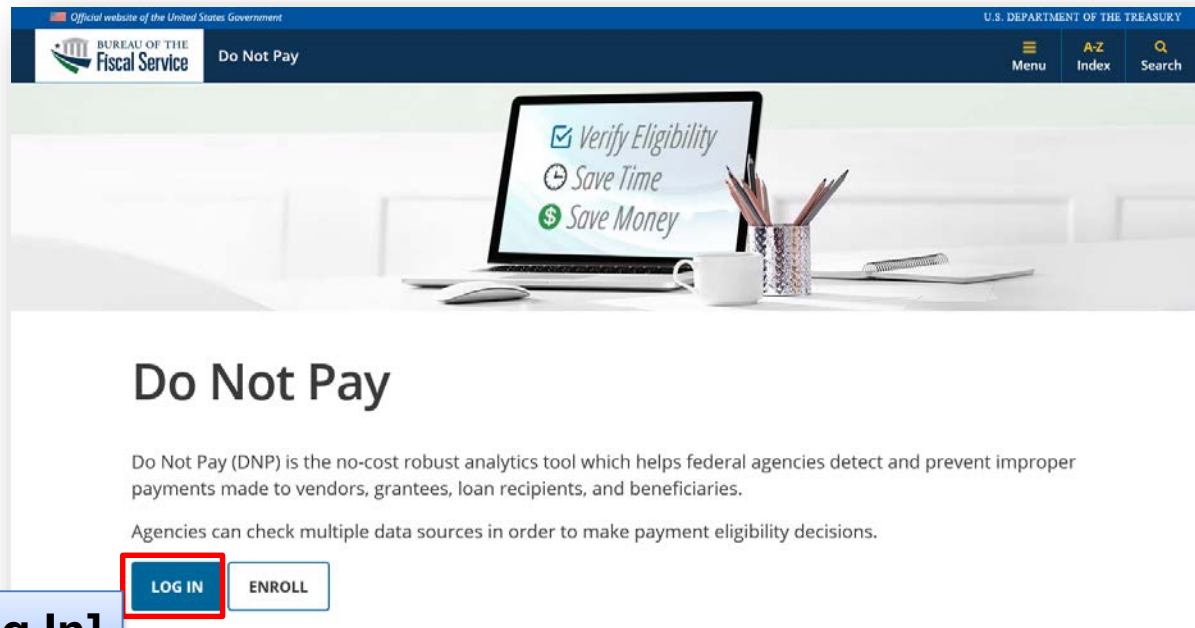 Official website of the United States Government
U.S. DEPARTMENT OF THE TREASURY
BUREAU OF THE
Fiscal Service
Do Not Pay
Menu
A-Z
Index
Search
Verify Eligibility
Save Time
$ Save Money
Do Not Pay
Do Not Pay (DNP) is the no-cost robust analytics tool which helps federal agencies detect and prevent improper
payments made to vendors, grantees, loan recipients, and beneficiaries.
Agencies can check multiple data sources in order to make payment eligibility decisions.
LOG IN
ENROLL
In]